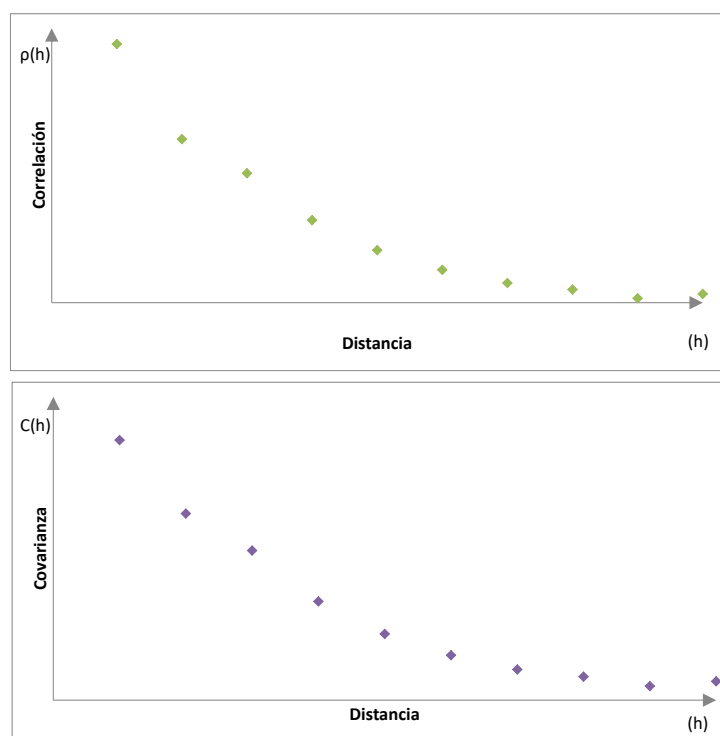 ρ(h)
Correlación
Distancia
(h)
C(h)
Covarianza
Distancia
(h)